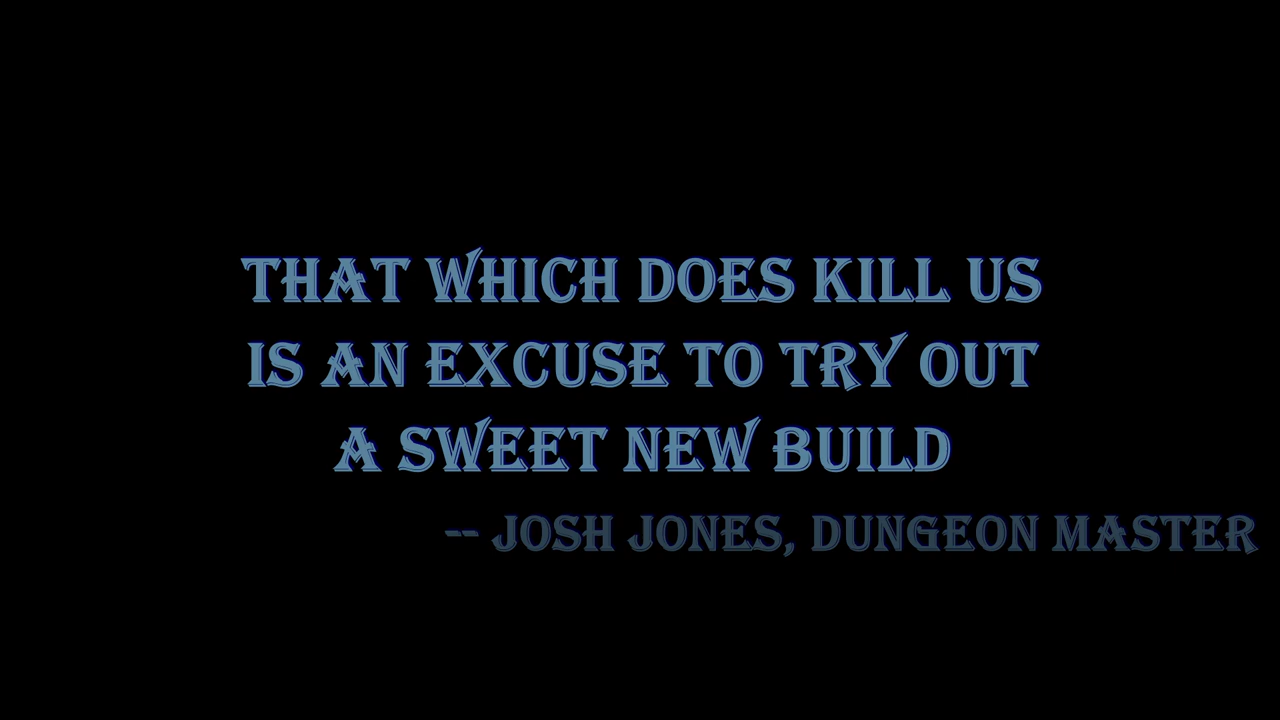 THAT WHICH DOES KILL US
IS AN EXCUSE TO TRY OUT
A SWEET NEW BUILD
-- JOSH JONES, DUNGEON MASTER